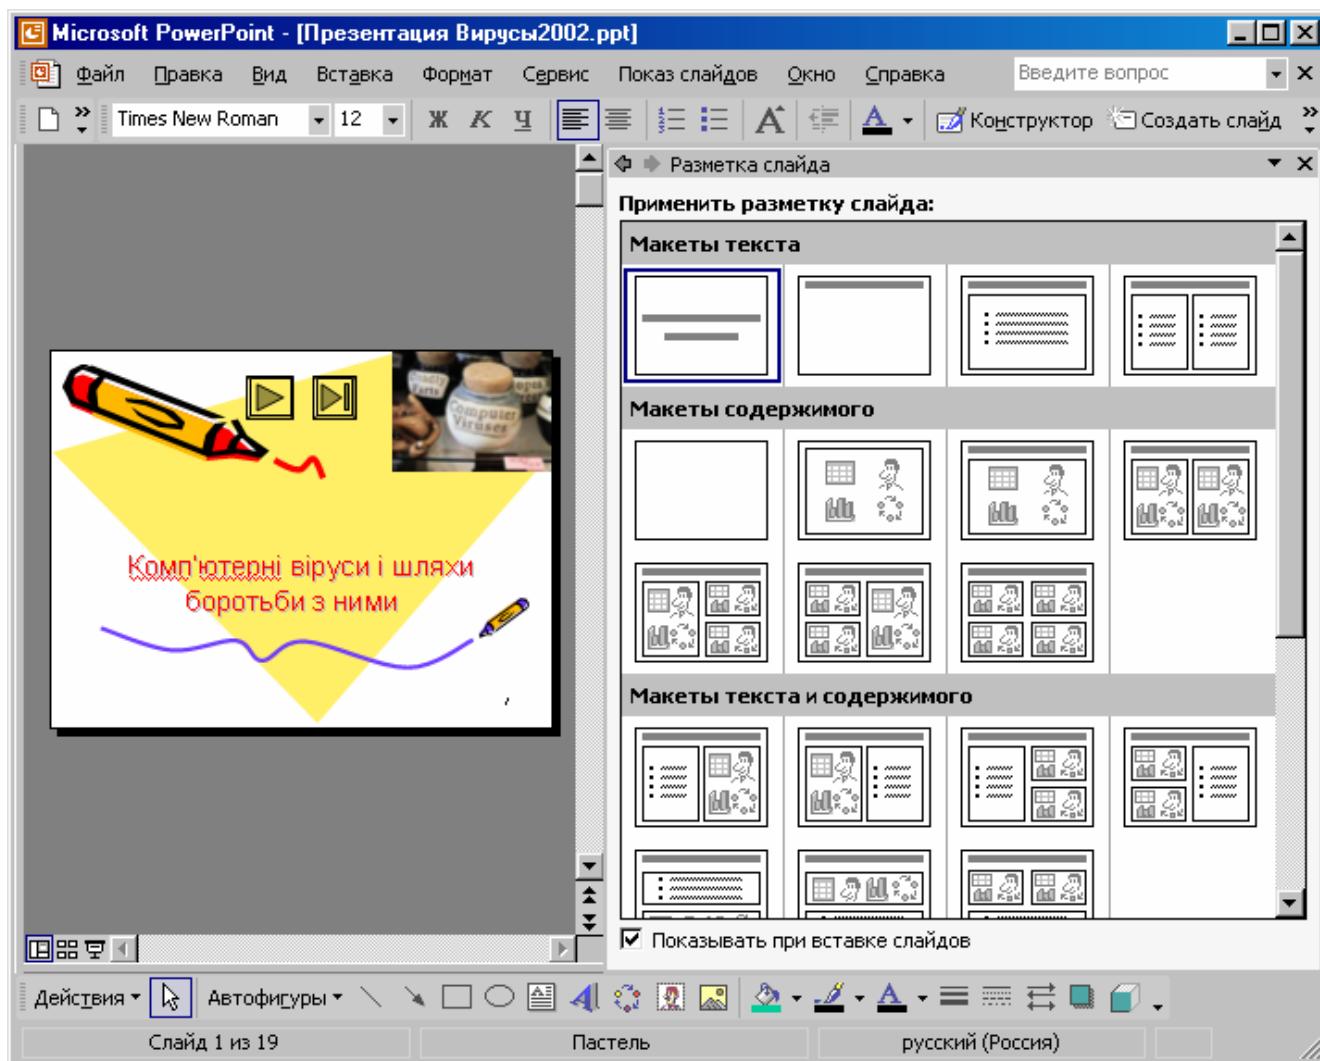 Microsoft PowerPoint - [Презентация Вирусы2002.ppt]
Файл Правка Вид Вставка Формат Сервис Показ слайдов Окно Справка Введите вопрос
Times New Roman 12 Ж К Ч Конструктор Создать слайд
Разметка слайда
Применить разметку слайда:
Макеты текста
Макеты содержимого
Макеты текста и содержимого
Computer
Viruses
Комп'ютерні віруси і шляхи
боротьби з ними
Показывать при вставке слайдов
Действия Автофигуры
Слайд 1 из 19 Пастель русский (Россия)